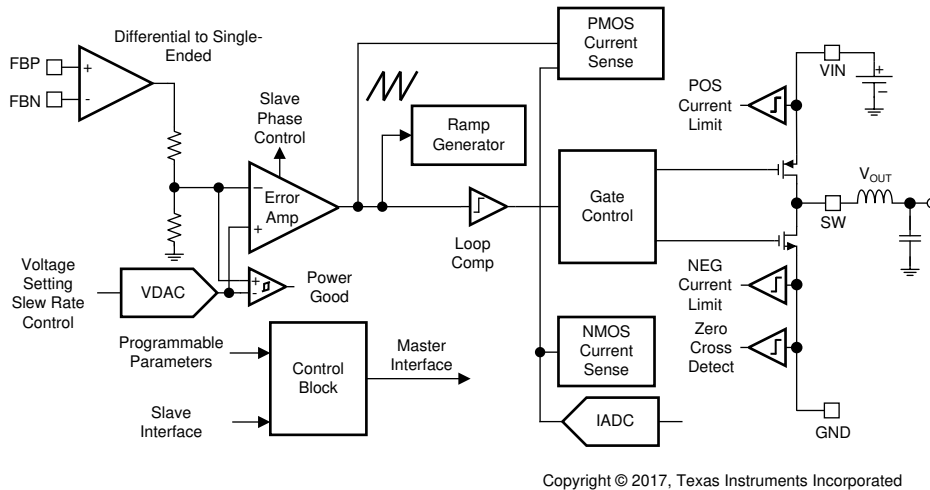 Differential to Single-
Ended
FBP
FBN
+
-
Slave
Phase
Control
Ramp
Generator
PMOS
Current
Sense
POS
Current
Limit
VIN
+
−
−
Error
Amp
+
Loop
Comp
Gate
Control
SW
VOUT
Voltage
Setting
Slew Rate
Control
VDAC
+
-
Power
Good
NEG
Current
Limit
Zero
Cross
Detect
NMOS
Current
Sense
Programmable
Parameters
Slave
Interface
Control
Block
Master
Interface
IADC
GND
Copyright © 2017, Texas Instruments Incorporated